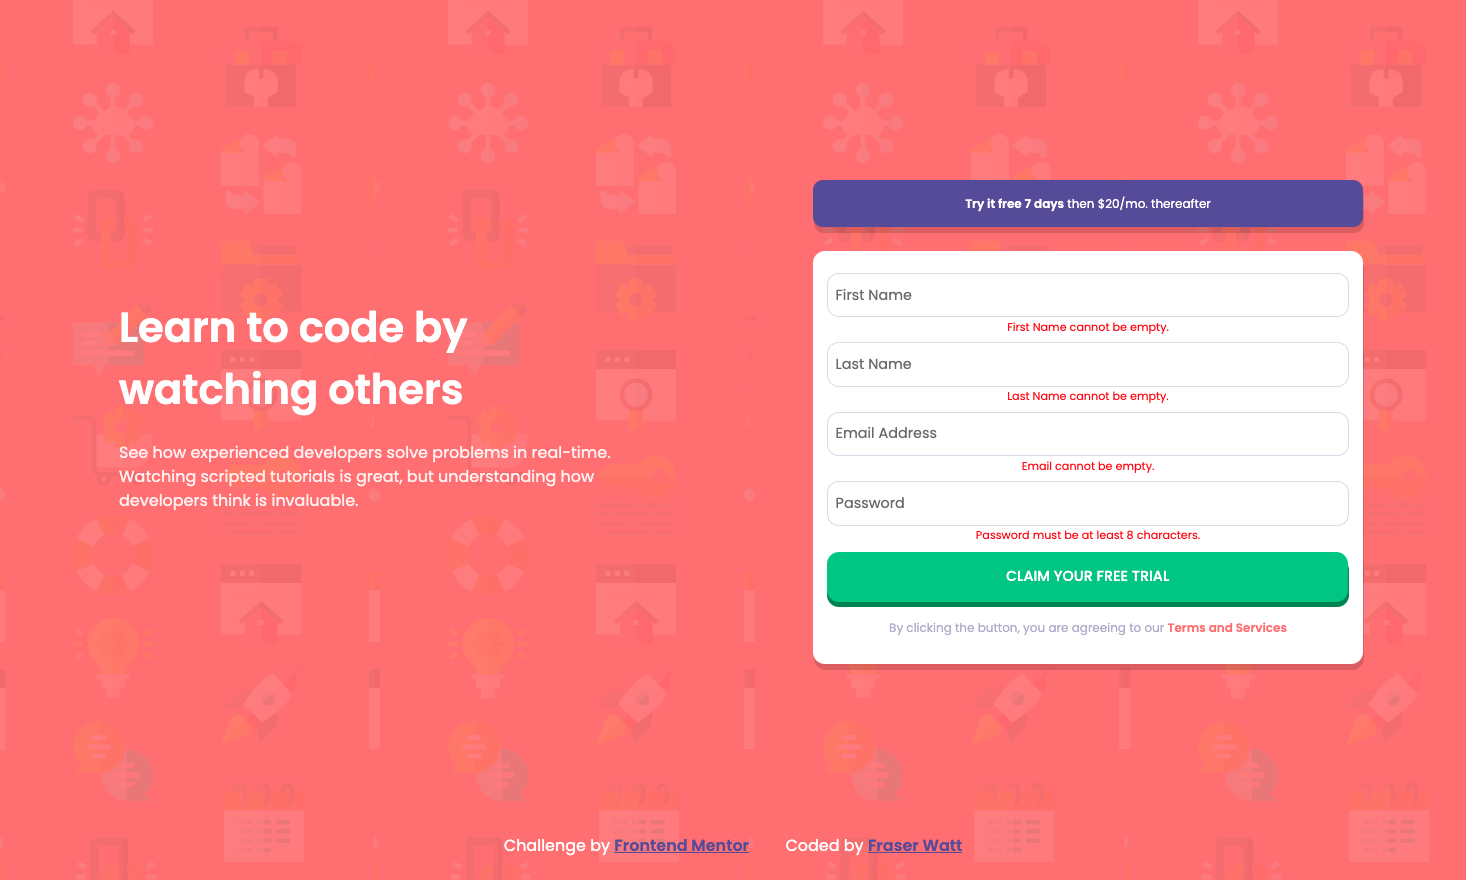 Learn to code by
watching others
See how experienced developers solve problems in real-time.
Watching scripted tutorials is great, but understanding how
developers think is invaluable.
Try it free 7 days then $20/mo. thereafter
First Name
First Name cannot be empty.
Last Name
Last Name cannot be empty.
Email Address
Email cannot be empty.
Password
Password must be at least 8 characters.
CLAIM YOUR FREE TRIAL
By clicking the button, you are agreeing to our Terms and Services
Challenge by Frontend Mentor
Coded by Fraser Watt